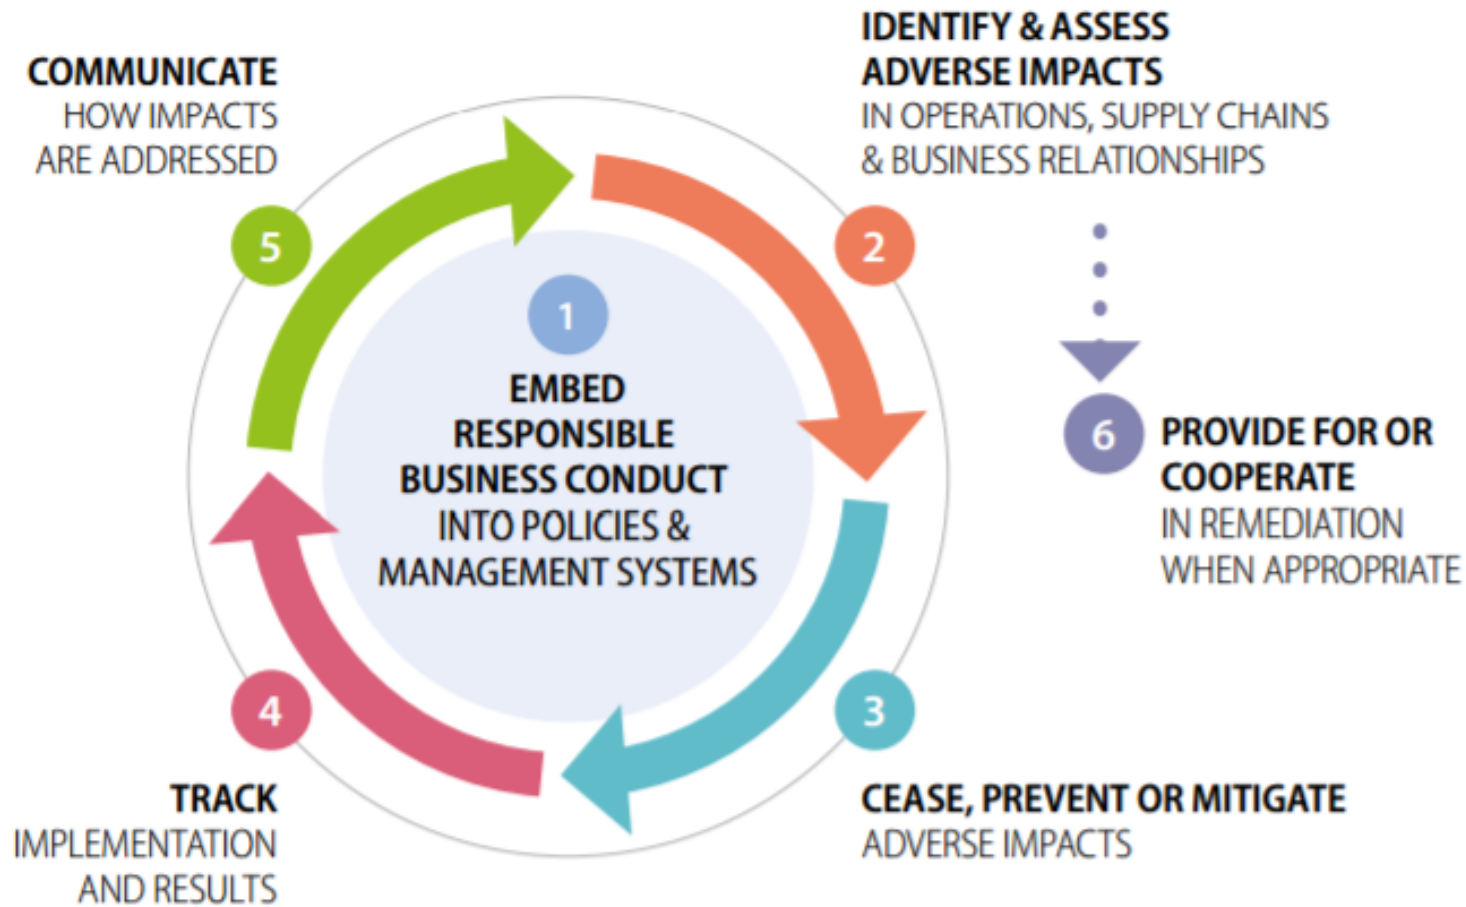 1
EMBED
RESPONSIBLE
BUSINESS CONDUCT
INTO POLICIES &
MANAGEMENT SYSTEMS
2
IDENTIFY & ASSESS
ADVERSE IMPACTS
IN OPERATIONS, SUPPLY CHAINS
& BUSINESS RELATIONSHIPS
3
CEASE, PREVENT OR MITIGATE
ADVERSE IMPACTS
4
TRACK
IMPLEMENTATION
AND RESULTS
5
COMMUNICATE
HOW IMPACTS
ARE ADDRESSED
6
PROVIDE FOR OR
COOPERATE
IN REMEDIATION
WHEN APPROPRIATE